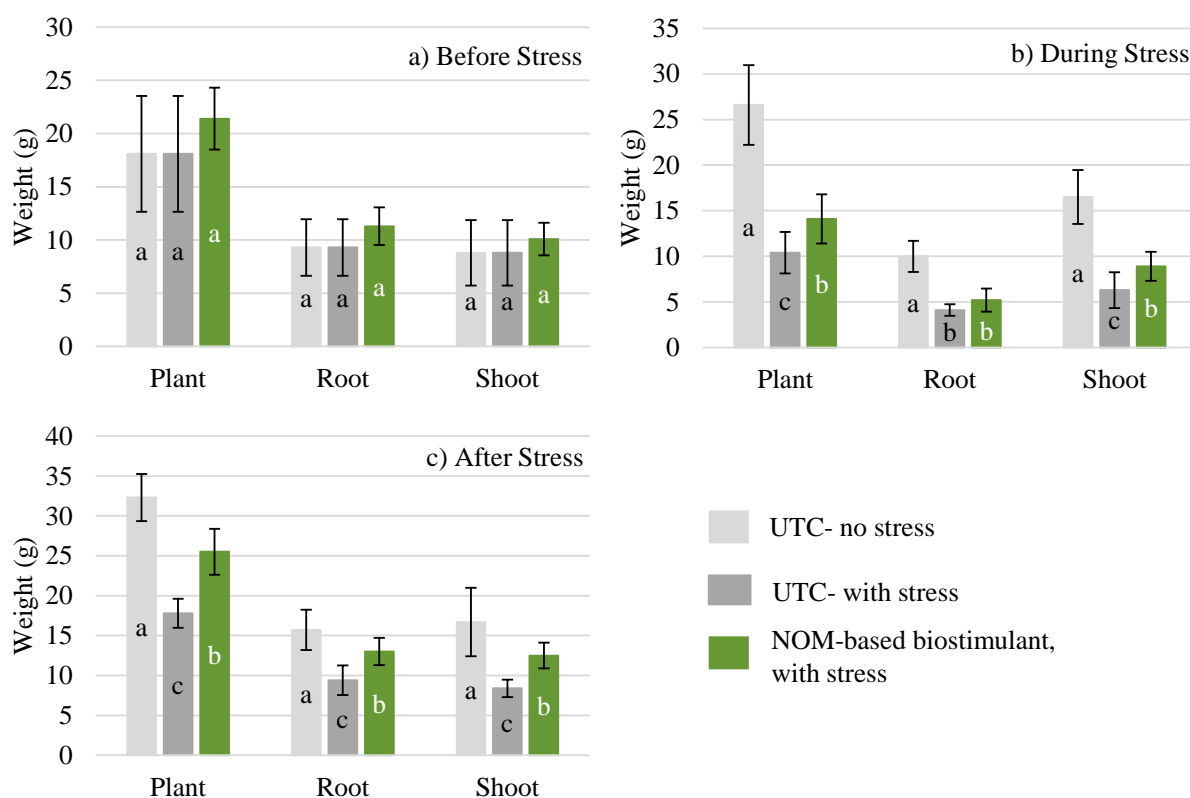 a) Before Stress
Weight (g)
30
25
20
15
10
5
0
a a a
a a a
a a a
Plant Root Shoot
b) During Stress
Weight (g)
35
30
25
20
15
10
5
0
a c b
a b b
a c b
Plant Root Shoot
c) After Stress
Weight (g)
40
35
30
25
20
15
10
5
0
a c b
a c b
a c b
Plant Root Shoot
UTC- no stress
UTC- with stress
NOM-based biostimulant,
with stress